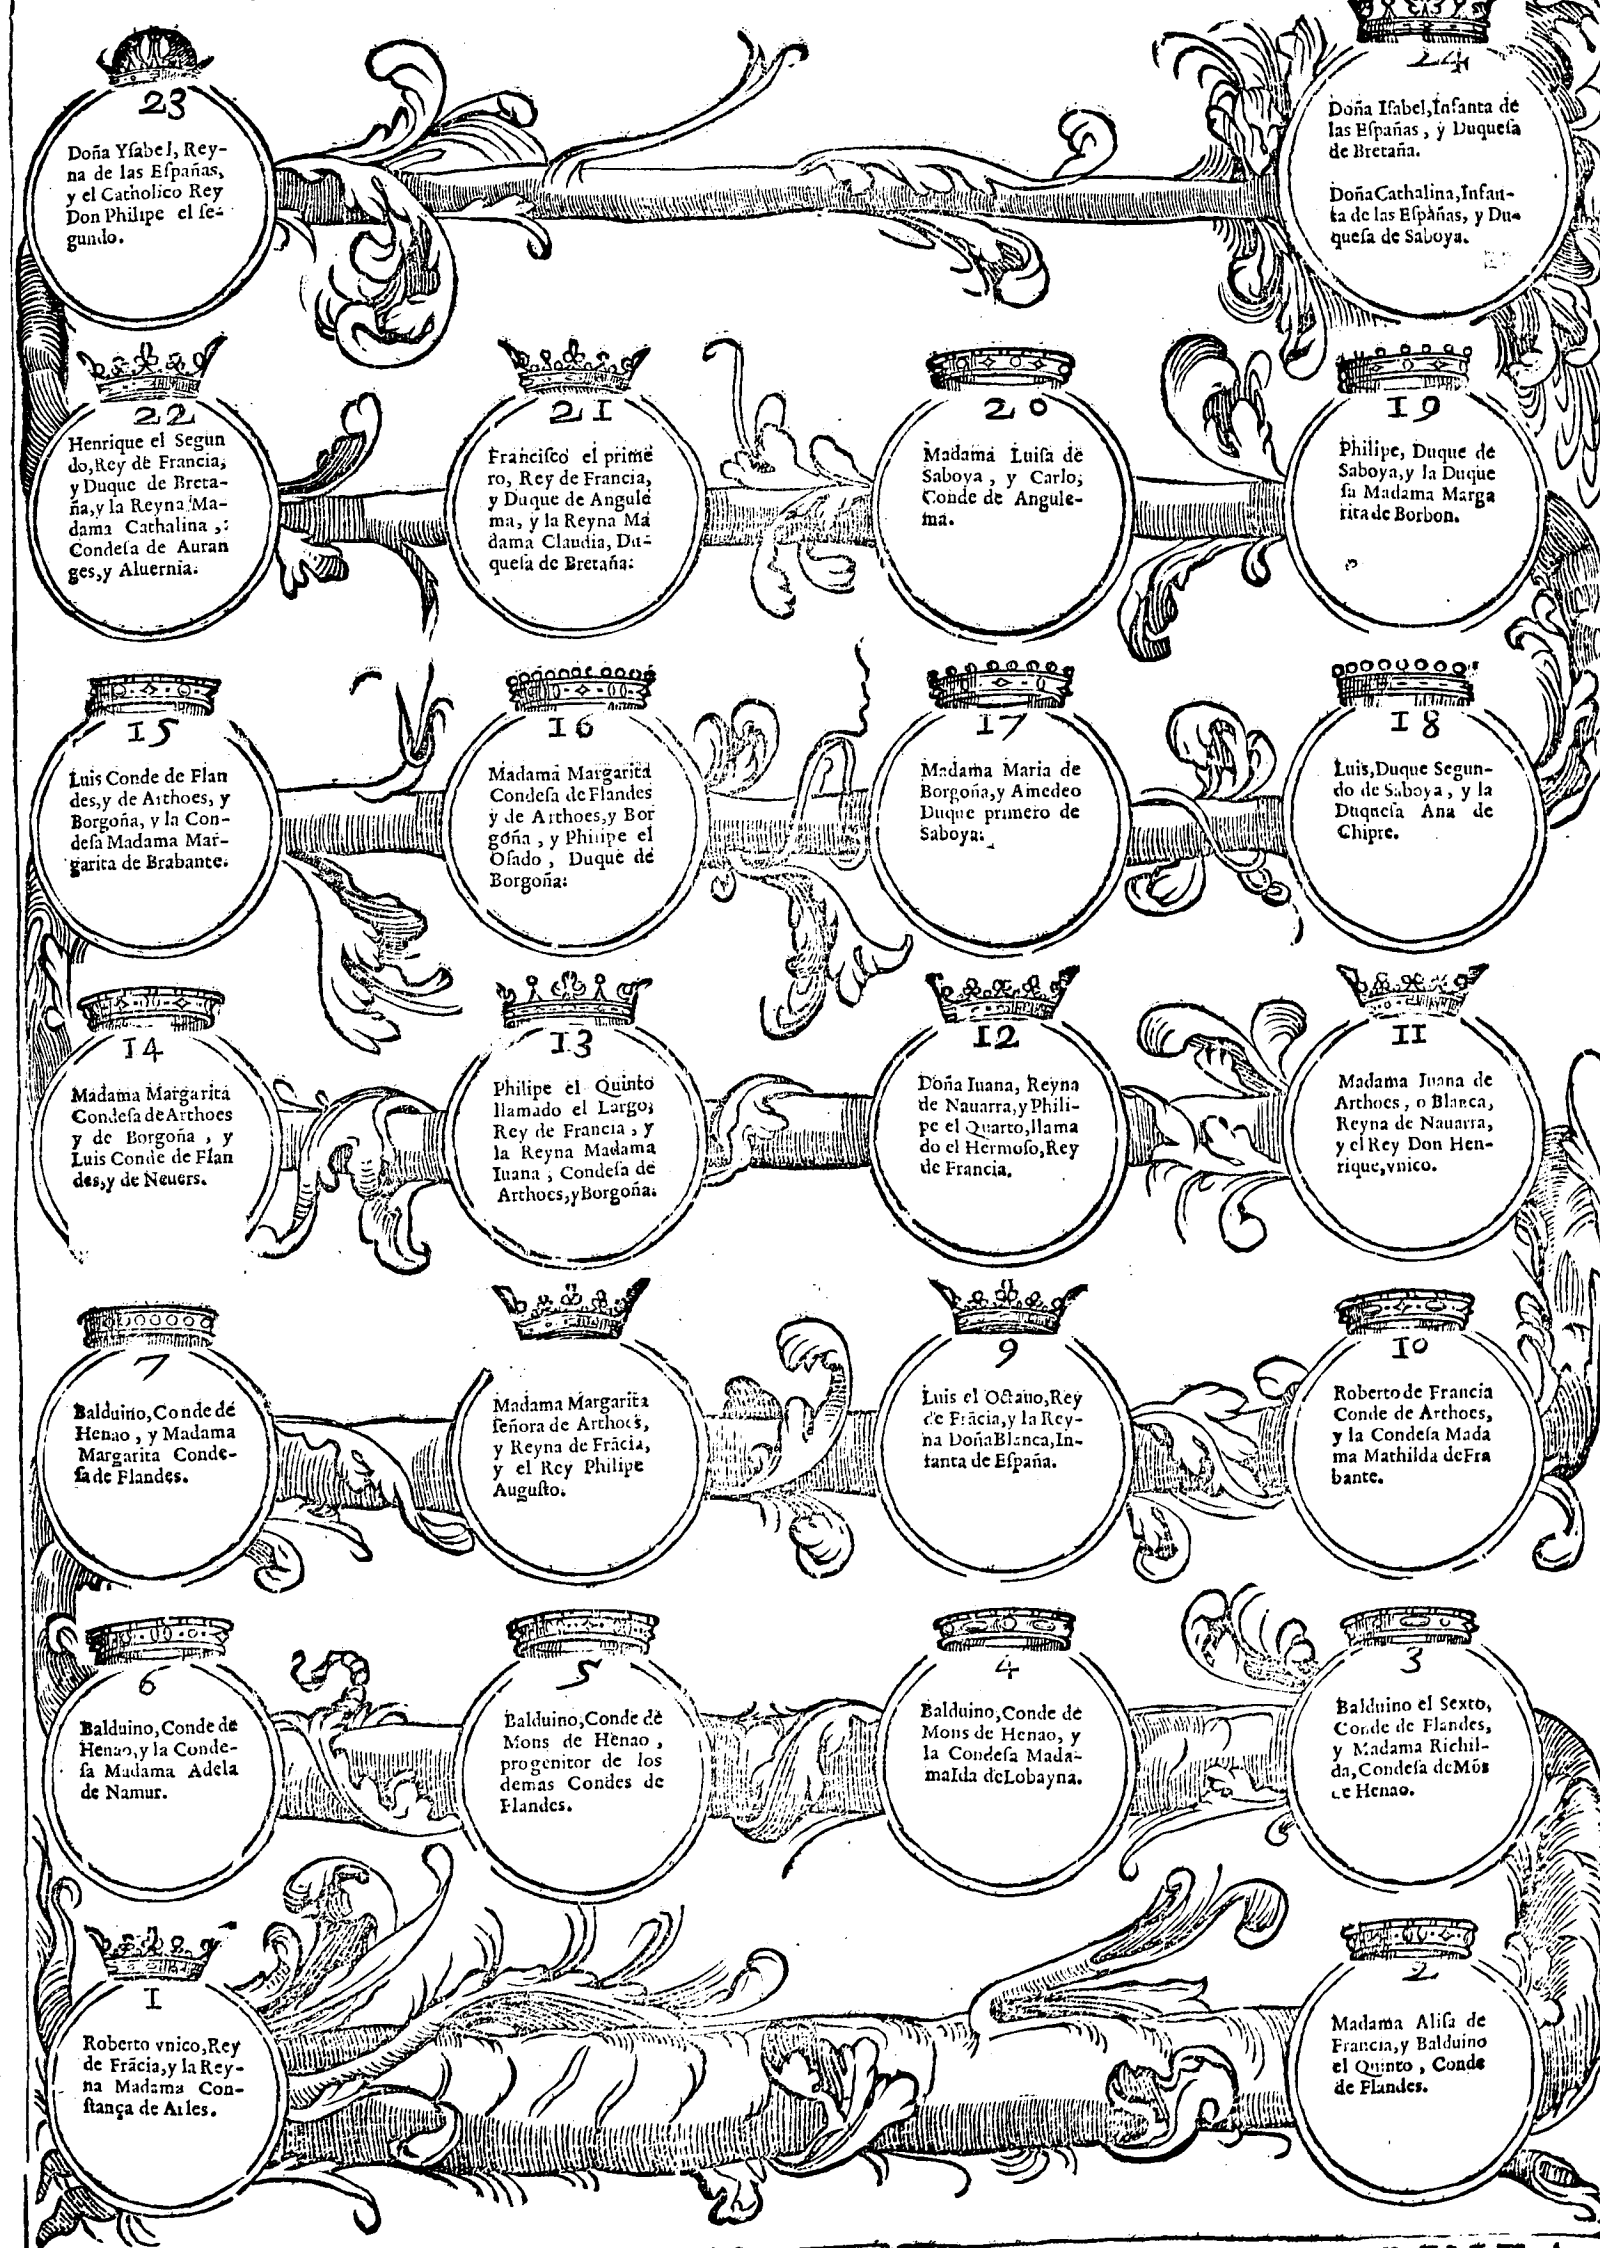 23
Doña Ysabel, Rey-
na de las Españas,
y el Catholico Rey
Don Philipe el se-
gundo.
24
Doña Isabel, Infanta de
las Españas, y Duquesa
de Bretaña.
Doña Cathalina, Infan-
ta de las Españas, y Du-
quesa de Saboya.
22
Henrique el Segun
do, Rey de Francia,
y Duque de Breta-
ña, y la Reyna Ma-
dama Cathalina,:
Condesa de Auran
ges, y Aluernia.
21
Francisco el prime
ro, Rey de Francia,
y Duque de Angule
ma, y la Reyna Ma
dama Claudia, Du-
quesa de Bretaña:
20
Madama Luisa de
Saboya, y Carlo,
Conde de Angule-
ma.
19
Philipe, Duque de
Saboya, y la Duque
sa Madama Marga
rita de Borbon.
15
Luis Conde de Flan
des, y de Arthoes, y
Borgoña, y la Con-
desa Madama Mar-
garita de Brabante.
16
Madama Margarita
Condesa de Flandes
y de Arthoes, y Bor
goña, y Philipe el
Osado, Duque de
Borgoña:
17
Madama Maria de
Borgoña, y Amedeo
Duque primero de
Saboya.
18
Luis, Duque Segun-
do de Saboya, y la
Duquesa Ana de
Chipre.
14
Madama Margarita
Condesa de Arthoes
y de Borgoña, y
Luis Conde de Flan
des, y de Neuers.
13
Philipe el Quinto
llamado el Largo,
Rey de Francia, y
la Reyna Madama
Iuana, Condesa de
Arthoes, y Borgoña.
12
Doña Iuana, Reyna
de Nauarra, y Phili-
pe el Quarto, llama
do el Hermoso, Rey
de Francia.
11
Madama Iuana de
Arthoes, o Blanca,
Reyna de Nauarra,
y el Rey Don Hen-
rique, vnico.
7
Balduino, Conde de
Henao, y Madama
Margarita Conde-
sa de Flandes.
Madama Margarita
señora de Arthoes,
y Reyna de Frãcia,
y el Rey Philipe
Augusto.
9
Luis el Octauo, Rey
de Frãcia, y la Rey-
na Doña Blanca, In-
fanta de España.
10
Roberto de Francia
Conde de Arthoes,
y la Condesa Mada
ma Mathilda de Fra
bante.
6
Balduino, Conde de
Henao, y la Conde-
sa Madama Adela
de Namur.
5
Balduino, Conde de
Mons de Henao,
progenitor de los
demas Condes de
Flandes.
4
Balduino, Conde de
Mons de Henao, y
la Condesa Mada-
maIda de Lobayna.
3
Balduino el Sexto,
Conde de Flandes,
y Madama Richil-
da, Condesa de Mõs
de Henao.
1
Roberto vnico, Rey
de Frãcia, y la Rey-
na Madama Con-
stança de Arles.
2
Madama Alisa de
Francia, y Balduino
el Quinto, Conde
de Flandes.